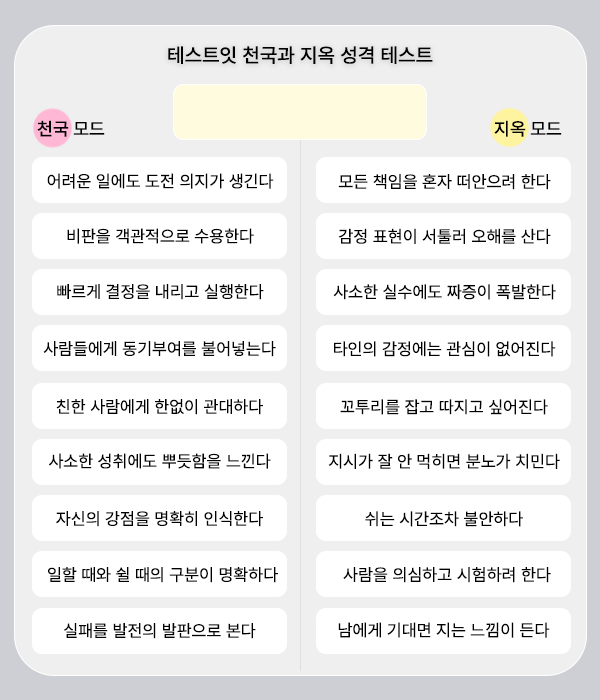 테스트잇 천국과 지옥 성격 테스트
천국 모드
지옥 모드
어려운 일에도 도전 의지가 생긴다
모든 책임을 혼자 떠안으려 한다
비판을 객관적으로 수용한다
감정 표현이 서툴러 오해를 산다
빠르게 결정을 내리고 실행한다
사소한 실수에도 짜증이 폭발한다
사람들에게 동기부여를 불어넣는다
타인의 감정에는 관심이 없어진다
친한 사람에게 한없이 관대하다
꼬투리를 잡고 따지고 싶어진다
사소한 성취에도 뿌듯함을 느낀다
지시가 잘 안 먹히면 분노가 치민다
자신의 강점을 명확히 인식한다
쉬는 시간조차 불안하다
일할 때와 쉴 때의 구분이 명확하다
사람을 의심하고 시험하려 한다
실패를 발전의 발판으로 본다
남에게 기대면 지는 느낌이 든다